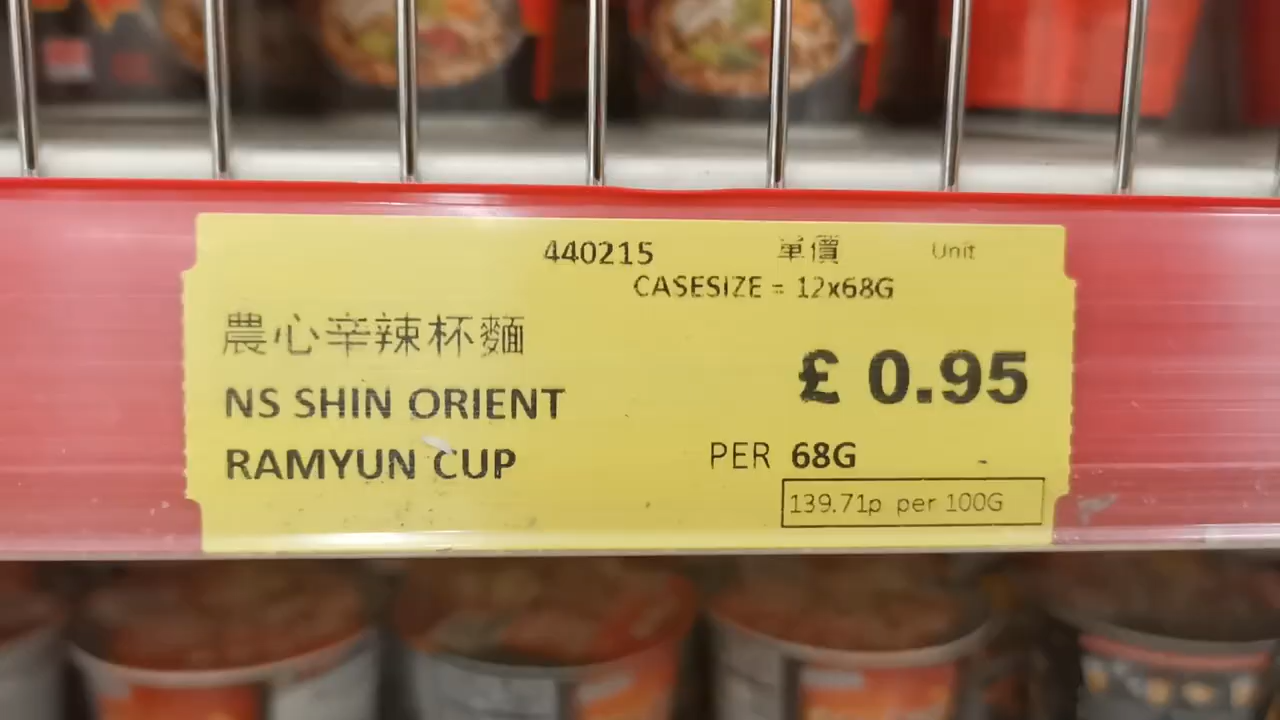 440215 單價 Unit
CASESIZE = 12x68G
農心辛辣杯麵
NS SHIN ORIENT
RAMYUN CUP
£ 0.95
PER 68G
139.71p per 100G